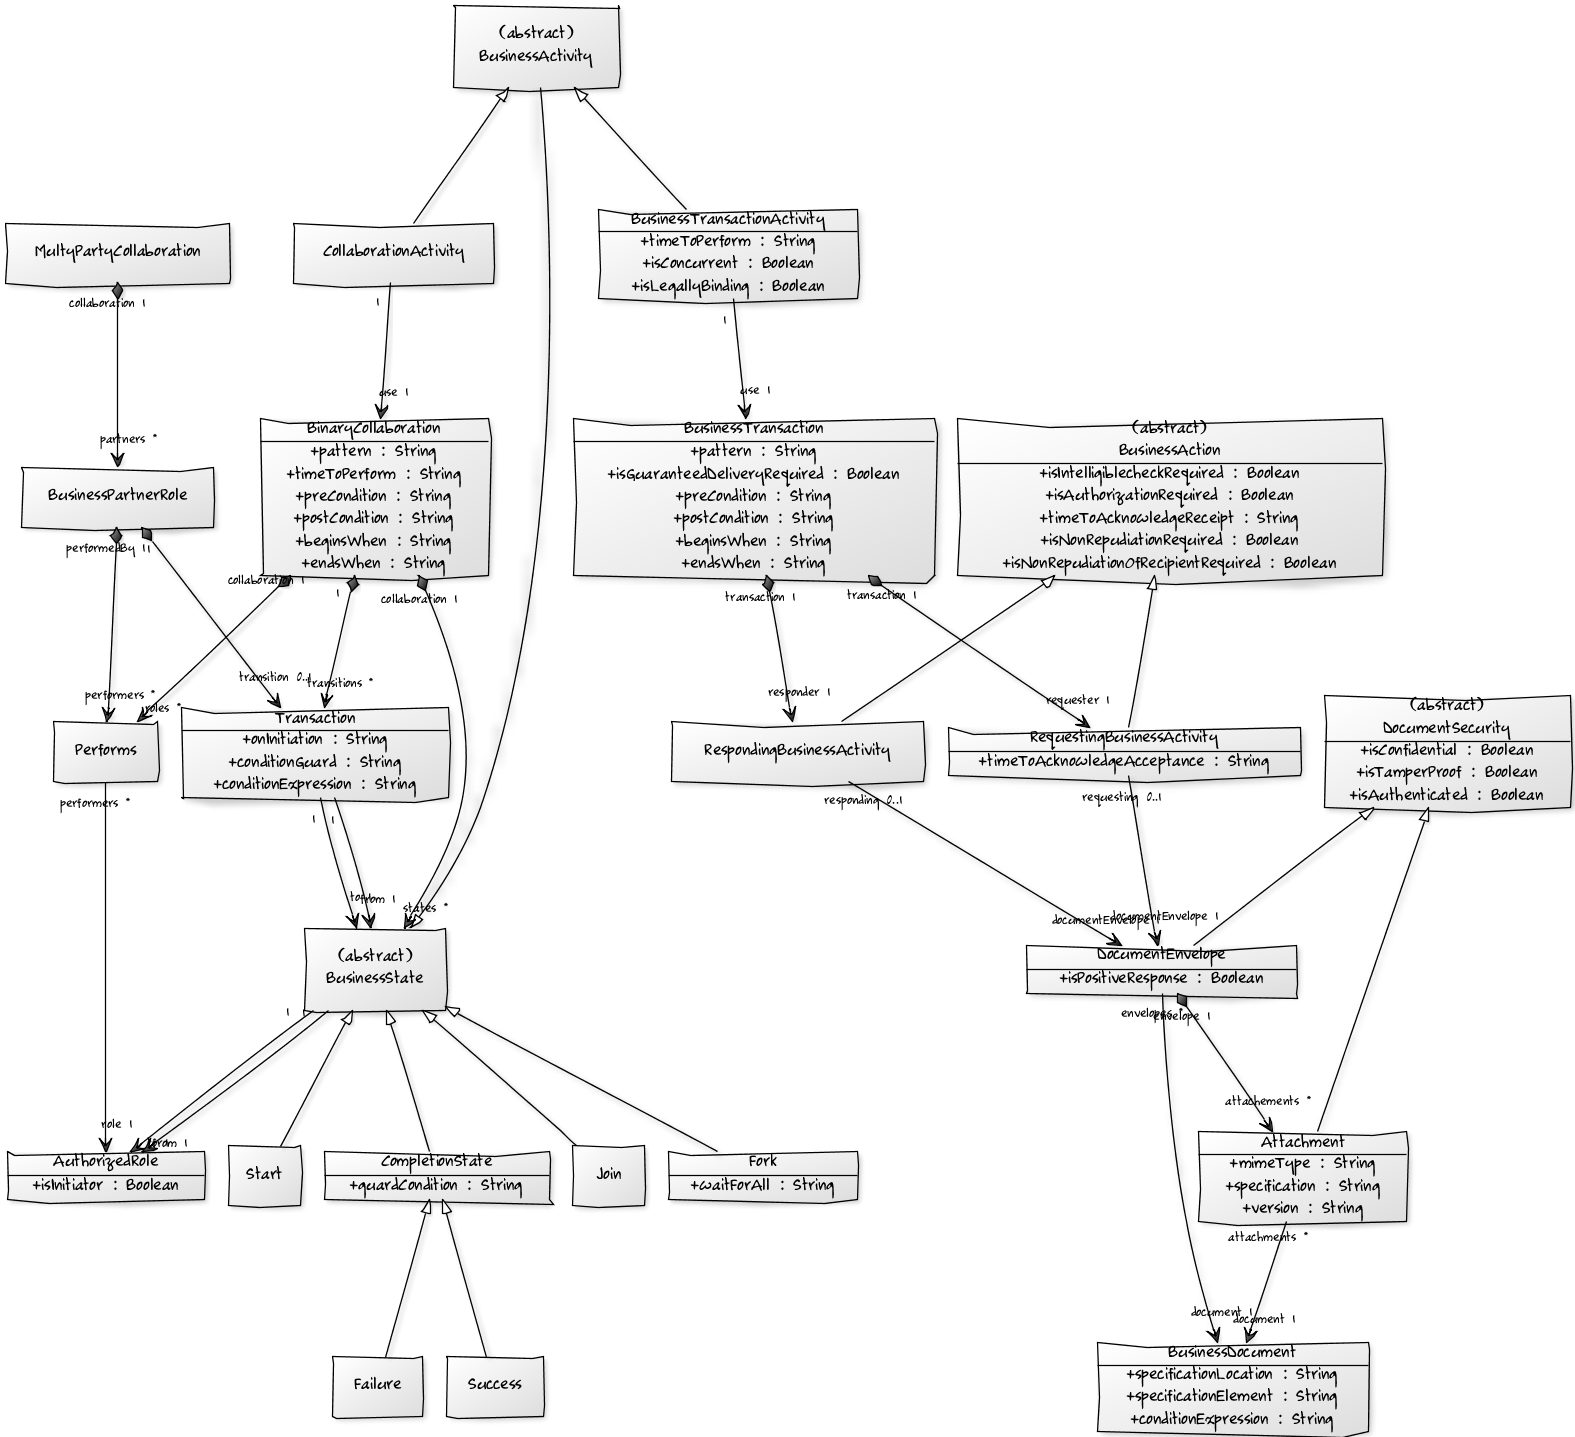 (abstract)
BusinessActivity
MultyPartyCollaboration
CollaborationActivity
BusinessTransactionActivity
+timeToPerform : String
+isConcurrent : Boolean
+isLegallyBinding : Boolean
collaboration 1
1
1
partners *
use 1
use 1
BusinessPartnerRole
BinaryCollaboration
+pattern : String
+timeToPerform : String
+preCondition : String
+postCondition : String
+beginsWhen : String
+endsWhen : String
BusinessTransaction
+pattern : String
+isGuaranteedDeliveryRequired : Boolean
+preCondition : String
+postCondition : String
+beginsWhen : String
+endsWhen : String
(abstract)
BusinessAction
+isIntelligiblecheckRequired : Boolean
+isAuthorizationRequired : Boolean
+timeToAcknowledgeReceipt : String
+isNonRepudiationRequired : Boolean
+isNonRepudiationOfRecipientRequired : Boolean
performedBy 1
1
collaboration 1
1
collaboration 1
transaction 1
transaction 1
performers *
roles *
transition 0..1
transitions *
responder 1
requester 1
Performs
Transaction
+onInitiation : String
+conditionGuard : String
+conditionExpression : String
RespondingBusinessActivity
RequestingBusinessActivity
+timeToAcknowledgeAcceptance : String
(abstract)
DocumentSecurity
+isConfidential : Boolean
+isTamperProof : Boolean
+isAuthenticated : Boolean
performers *
1
1
responding 0..1
requesting 0..1
to
from 1
states *
documentEnvelope 1
documentEnvelope 1
(abstract)
BusinessState
DocumentEnvelope
+isPositiveResponse : Boolean
1
envelopes *
envelope 1
role 1
from 1
attachements *
AuthorizedRole
+isInitiator : Boolean
Start
CompletionState
+guardCondition : String
Join
Fork
+waitForAll : String
Attachment
+mimeType : String
+specification : String
+version : String
attachments *
document 1
document 1
Failure
Success
BusinessDocument
+specificationLocation : String
+specificationElement : String
+conditionExpression : String